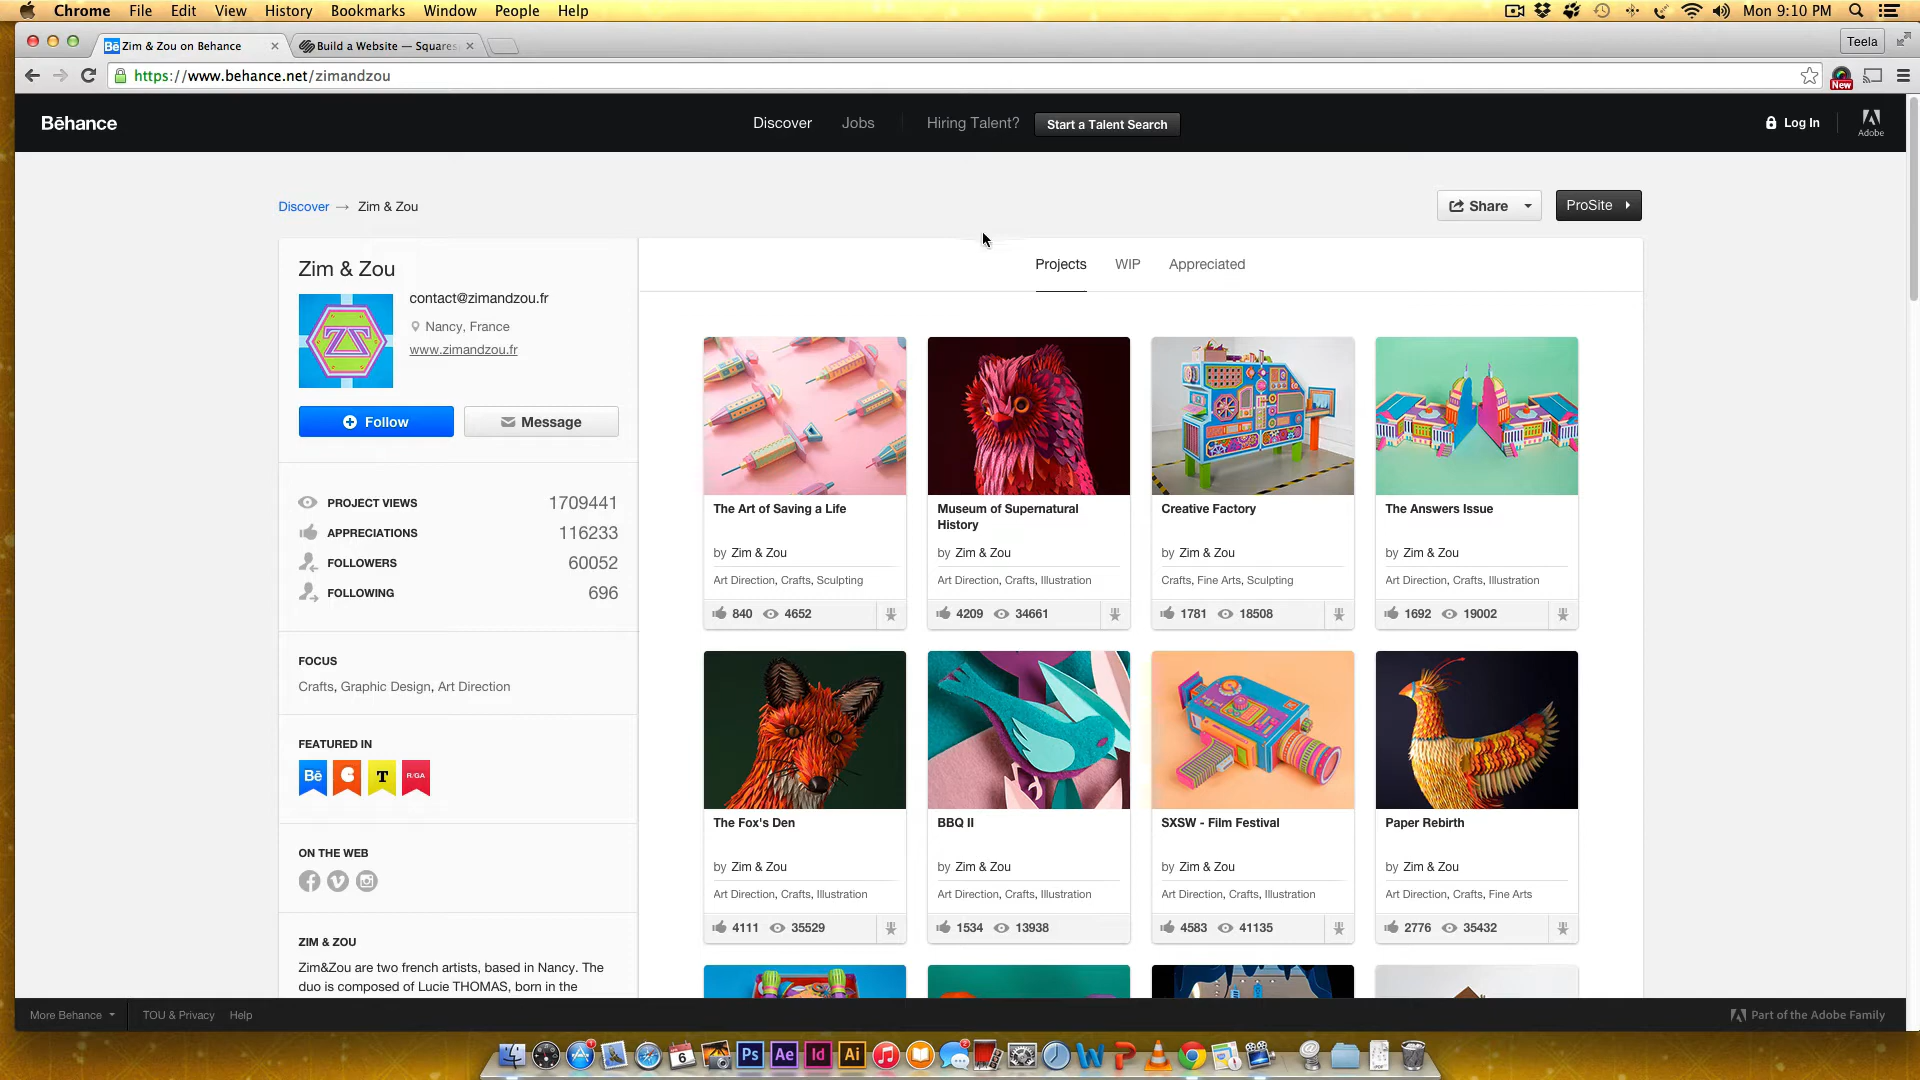 Chrome File Edit View History Bookmarks Window People Help
Mon 9:10 PM
Bē Zim & Zou on Behance
Build a Website — Squares
Teela
https://www.behance.net/zimandzou
New
Bēhance
Discover Jobs Hiring Talent? Start a Talent Search
Log In
Adobe
Discover → Zim & Zou
Share
ProSite
Zim & Zou
contact@zimandzou.fr
Nancy, France
www.zimandzou.fr
Follow
Message
PROJECT VIEWS 1709441
APPRECIATIONS 116233
FOLLOWERS 60052
FOLLOWING 696
FOCUS
Crafts, Graphic Design, Art Direction
FEATURED IN
Bē C T R/GA
ON THE WEB
ZIM & ZOU
Zim&Zou are two french artists, based in Nancy. The
duo is composed of Lucie THOMAS, born in the
Projects WIP Appreciated
The Art of Saving a Life
by Zim & Zou
Art Direction, Crafts, Sculpting
840 4652
Museum of Supernatural
History
by Zim & Zou
Art Direction, Crafts, Illustration
4209 34661
Creative Factory
by Zim & Zou
Crafts, Fine Arts, Sculpting
1781 18508
The Answers Issue
by Zim & Zou
Art Direction, Crafts, Illustration
1692 19002
The Fox's Den
by Zim & Zou
Art Direction, Crafts, Illustration
4111 35529
BBQ II
by Zim & Zou
Art Direction, Crafts, Illustration
1534 13938
SXSW - Film Festival
by Zim & Zou
Art Direction, Crafts, Illustration
4583 41135
Paper Rebirth
by Zim & Zou
Art Direction, Crafts, Fine Arts
2776 35432
More Behance TOU & Privacy Help
Part of the Adobe Family
6 Ps Ae Id Ai W P